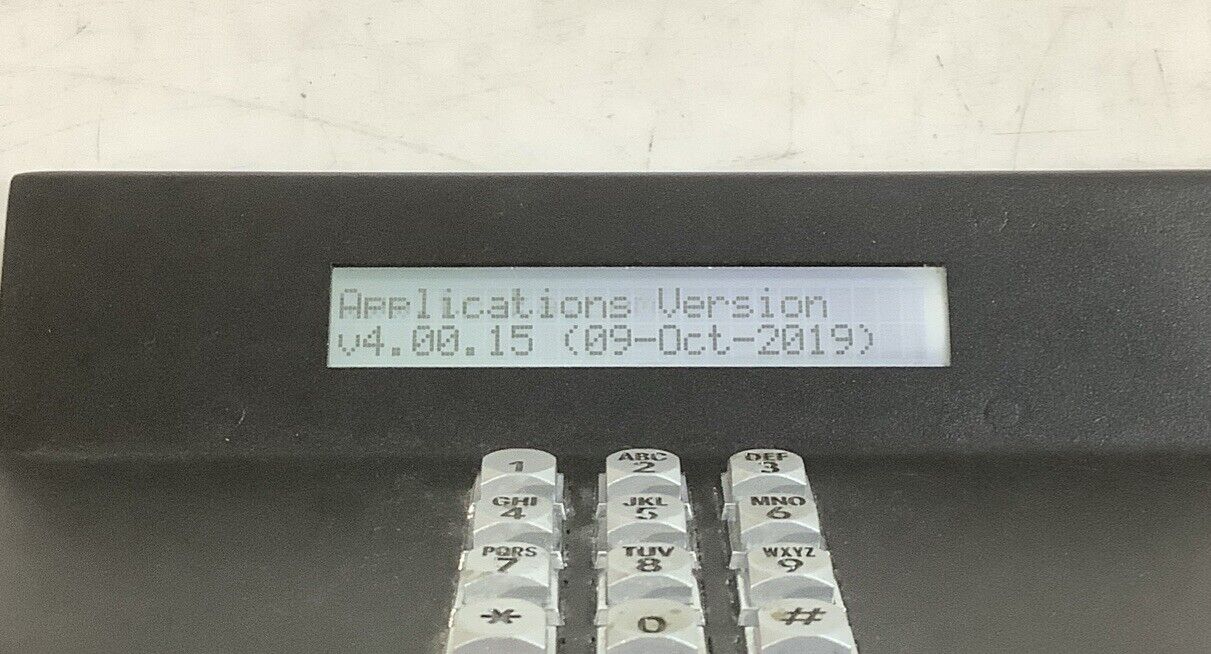 Applications Version
v4.00.15 (09-Oct-2019)
1 ABC DEF
2 3
GHI JKL MNO
4 5 6
PQRS TUV WXYZ
7 8 9
* 0 #